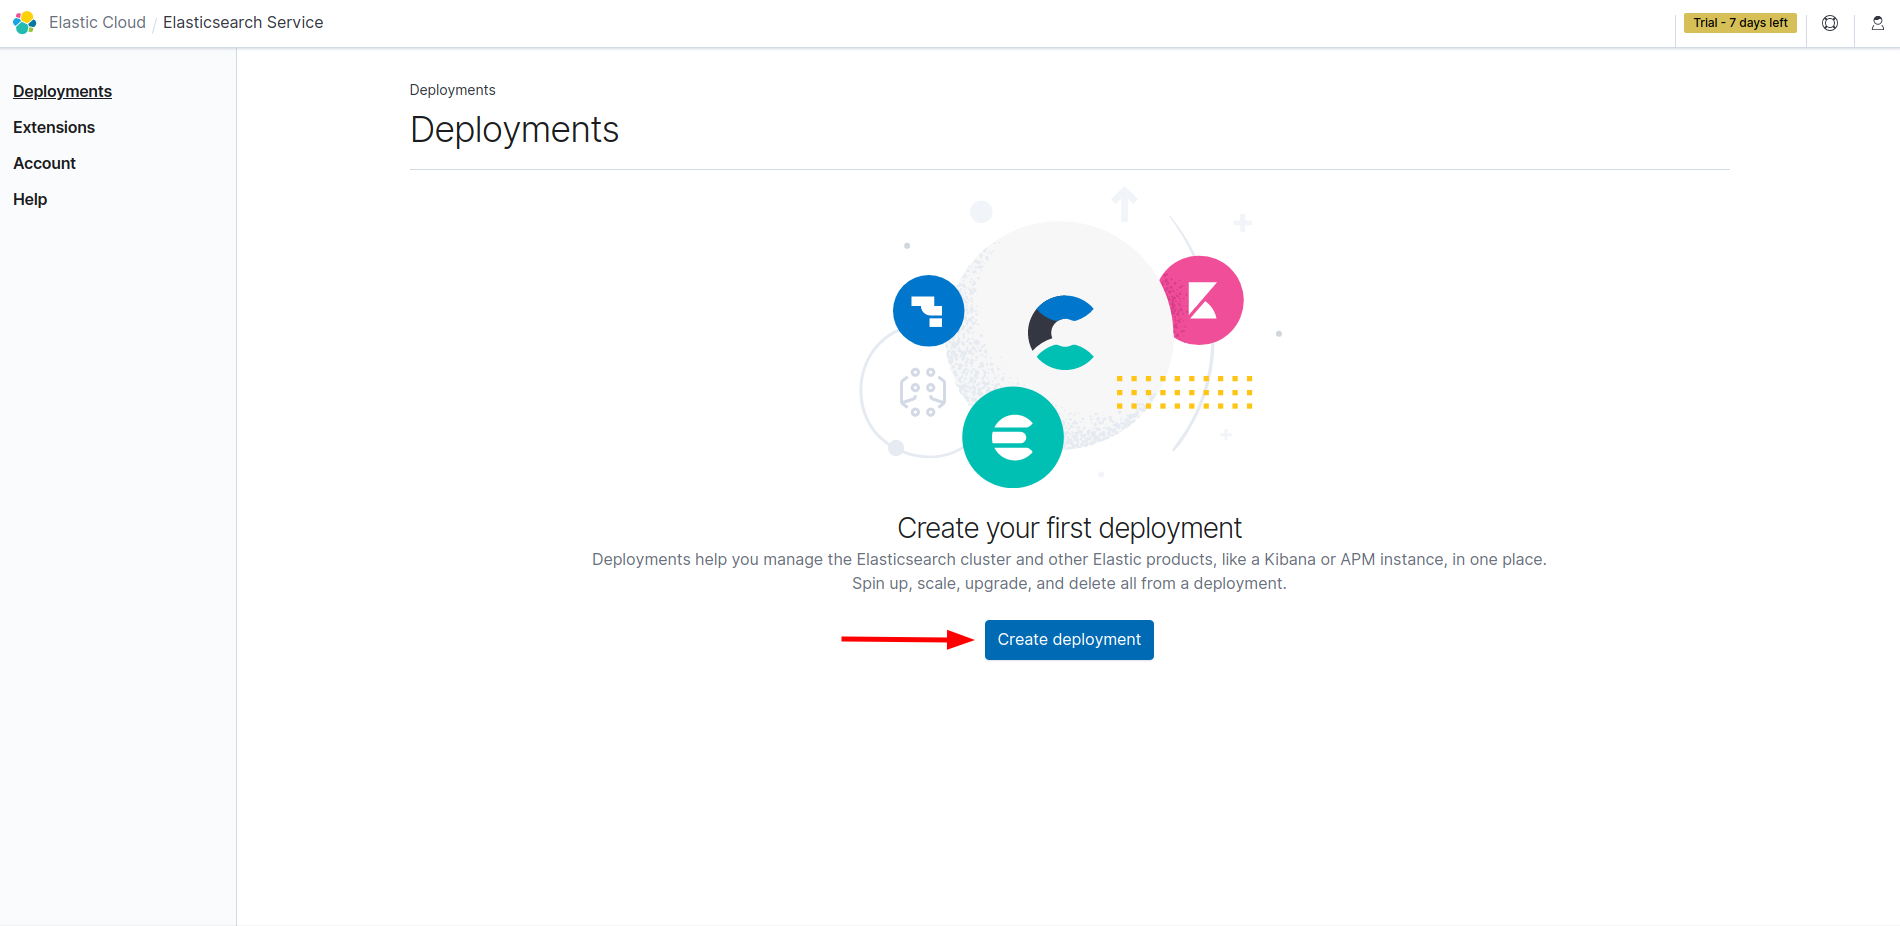 Elastic Cloud / Elasticsearch Service
Trial - 7 days left
Deployments
Extensions
Account
Help
Deployments
Deployments
Create your first deployment
Deployments help you manage the Elasticsearch cluster and other Elastic products, like a Kibana or APM instance, in one place.
Spin up, scale, upgrade, and delete all from a deployment.
Create deployment